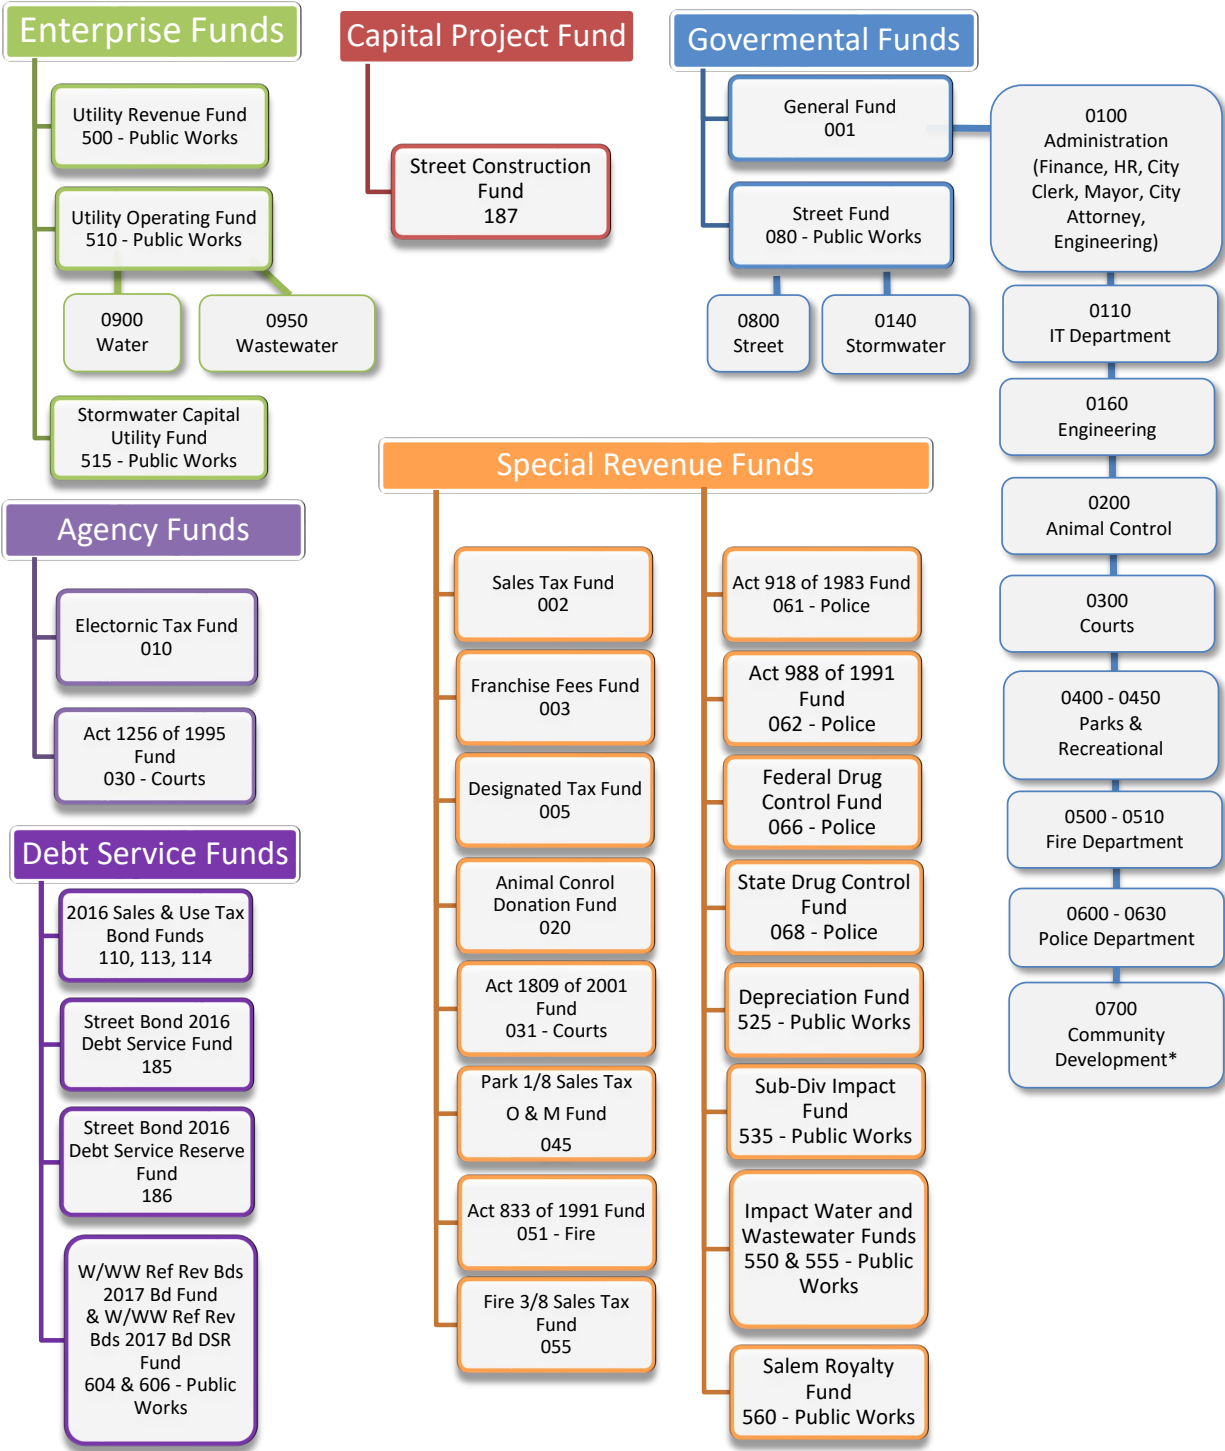 Enterprise Funds
Utility Revenue Fund
500 - Public Works
Utility Operating Fund
510 - Public Works
0900
Water
0950
Wastewater
Stormwater Capital
Utility Fund
515 - Public Works
Capital Project Fund
Street Construction
Fund
187
Govermental Funds
General Fund
001
Street Fund
080 - Public Works
0800
Street
0140
Stormwater
0100
Administration
(Finance, HR, City
Clerk, Mayor, City
Attorney,
Engineering)
0110
IT Department
0160
Engineering
0200
Animal Control
0300
Courts
0400 - 0450
Parks &
Recreational
0500 - 0510
Fire Department
0600 - 0630
Police Department
0700
Community
Development*
Agency Funds
Electornic Tax Fund
010
Act 1256 of 1995
Fund
030 - Courts
Debt Service Funds
2016 Sales & Use Tax
Bond Funds
110, 113, 114
Street Bond 2016
Debt Service Fund
185
Street Bond 2016
Debt Service Reserve
Fund
186
W/WW Ref Rev Bds
2017 Bd Fund
& W/WW Ref Rev
Bds 2017 Bd DSR
Fund
604 & 606 - Public
Works
Special Revenue Funds
Sales Tax Fund
002
Franchise Fees Fund
003
Designated Tax Fund
005
Animal Conrol
Donation Fund
020
Act 1809 of 2001
Fund
031 - Courts
Park 1/8 Sales Tax
O & M Fund
045
Act 833 of 1991 Fund
051 - Fire
Fire 3/8 Sales Tax
Fund
055
Act 918 of 1983 Fund
061 - Police
Act 988 of 1991
Fund
062 - Police
Federal Drug
Control Fund
066 - Police
State Drug Control
Fund
068 - Police
Depreciation Fund
525 - Public Works
Sub-Div Impact
Fund
535 - Public Works
Impact Water and
Wastewater Funds
550 & 555 - Public
Works
Salem Royalty
Fund
560 - Public Works